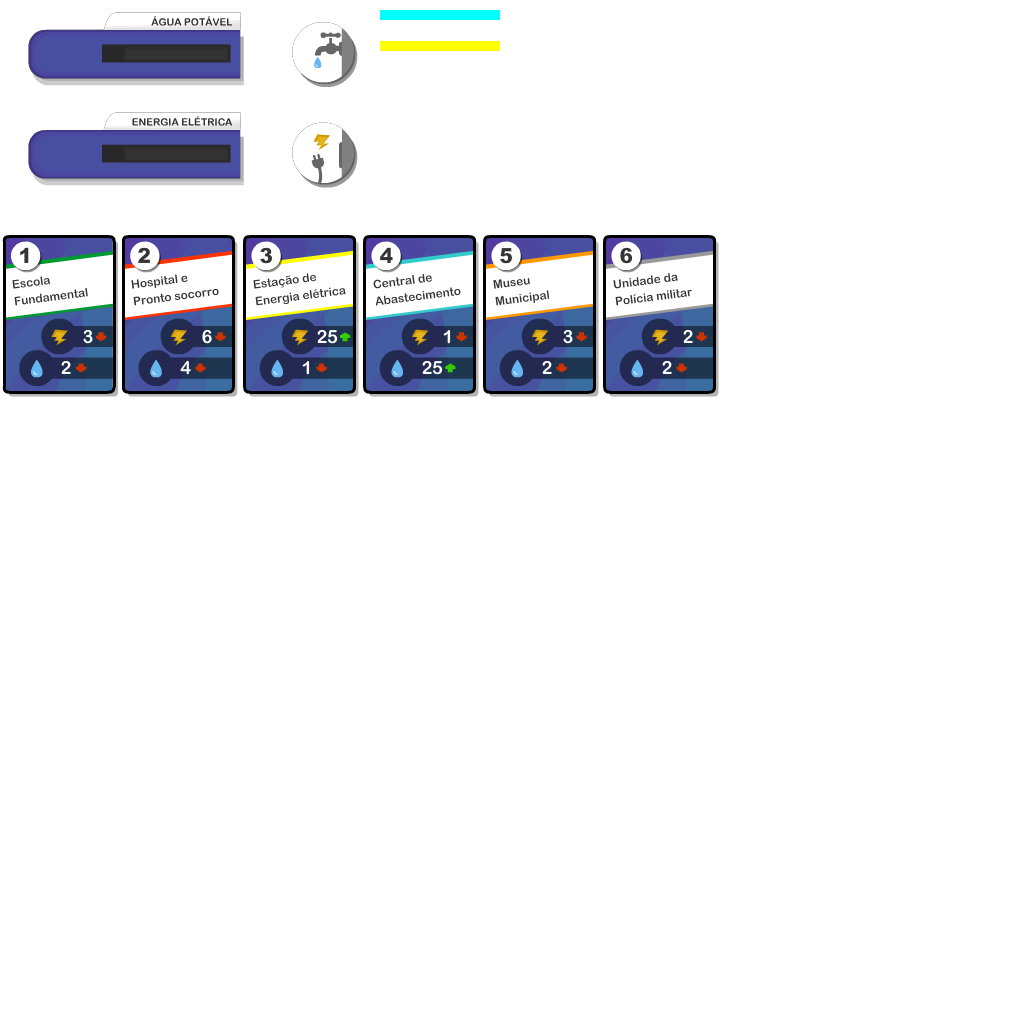 ÁGUA POTÁVEL
ENERGIA ELÉTRICA
1
Escola
Fundamental
3
2
2
Hospital e
Pronto socorro
6
4
3
Estação de
Energia elétrica
25
1
4
Central de
Abastecimento
1
25
5
Museu
Municipal
3
2
6
Unidade da
Polícia militar
2
2